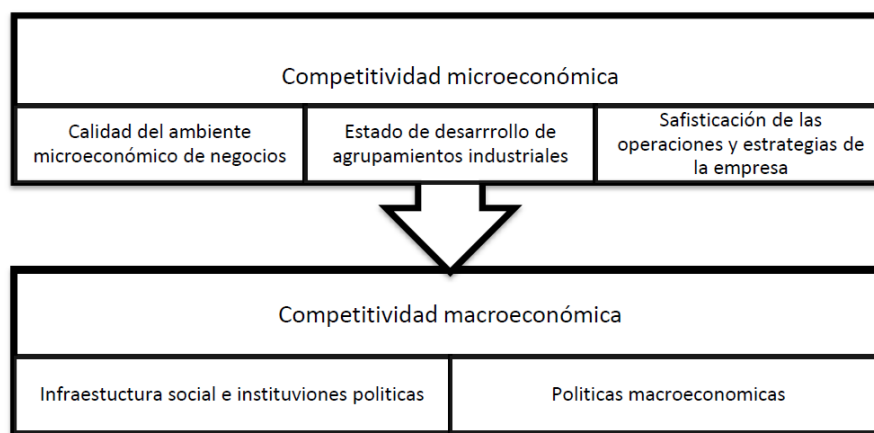 Competitividad microeconómica
Calidad del ambiente
microeconómico de negocios
Estado de desarrrollo de
agrupamientos industriales
Safisticación de las
operaciones y estrategias de
la empresa
Competitividad macroeconómica
Infraestuctura social e instituviones politicas
Politicas macroeconomicas